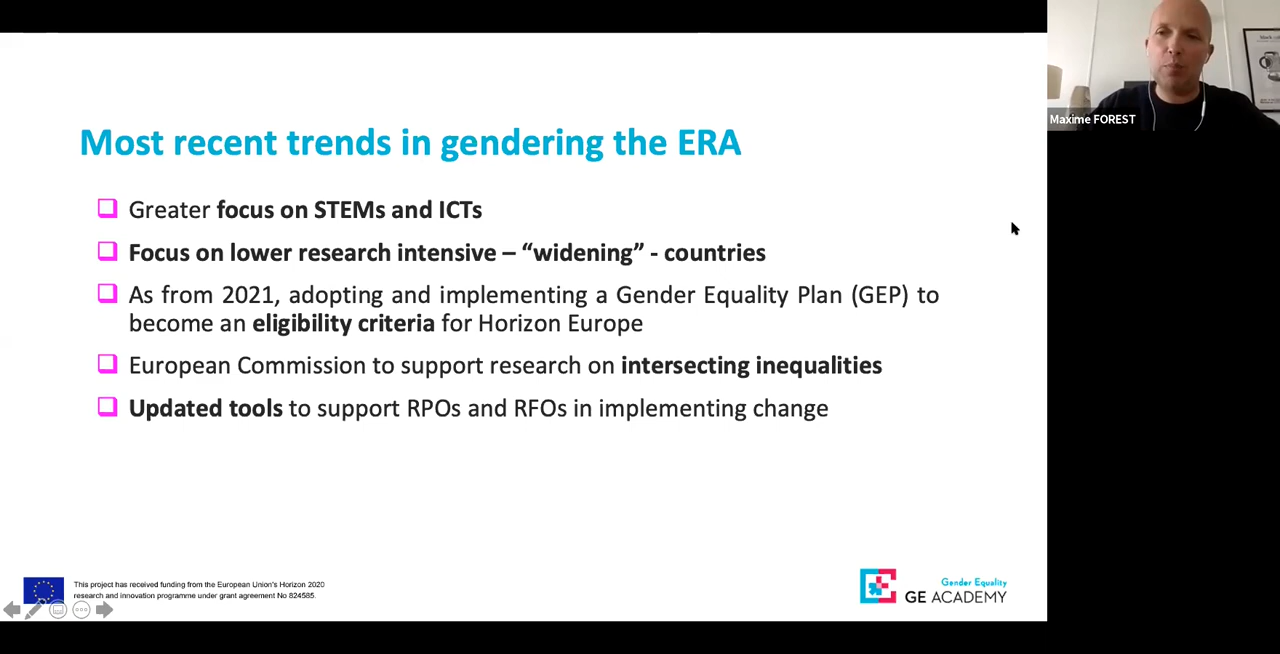 Most recent trends in gendering the ERA
Greater focus on STEMs and ICTs
Focus on lower research intensive – “widening” - countries
As from 2021, adopting and implementing a Gender Equality Plan (GEP) to
become an eligibility criteria for Horizon Europe
European Commission to support research on intersecting inequalities
Updated tools to support RPOs and RFOs in implementing change
This project has received funding from the European Union's Horizon 2020
research and innovation programme under grant agreement No 824585.
Gender Equality
GE ACADEMY
Maxime FOREST